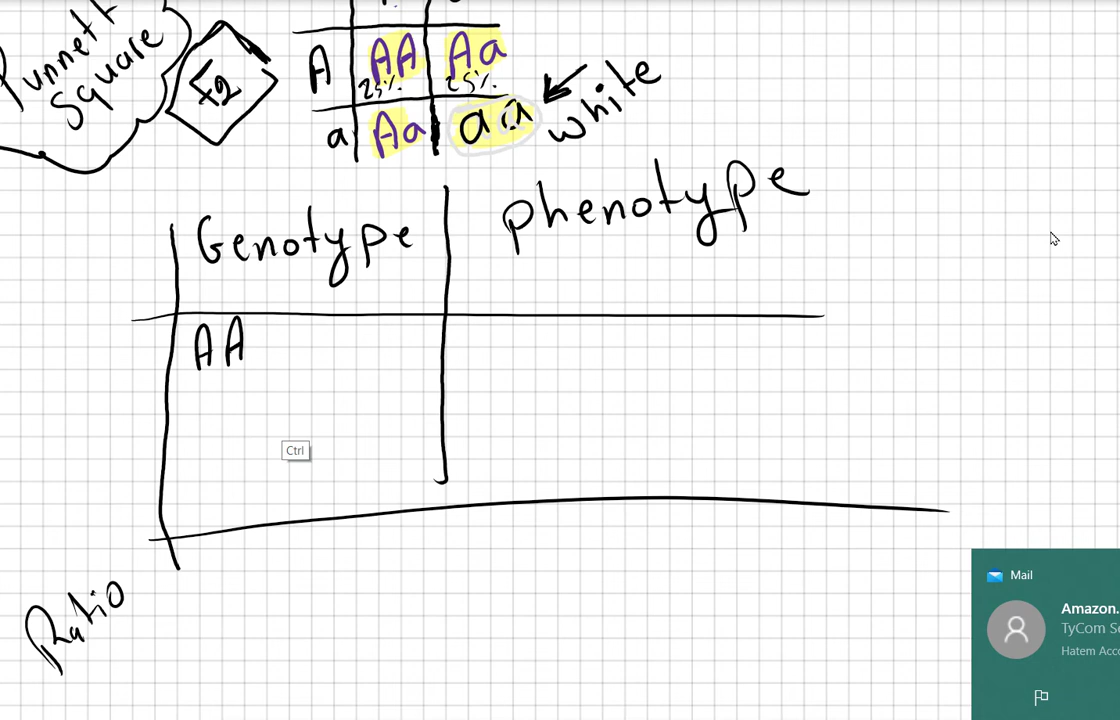 Punnett
Square
F2
A AA Aa
25% 25%
a Aa aa
white
Genotype Phenotype
AA
Ctrl
Ratio
Mail
Amazon.
TyCom Se
Hatem Acco